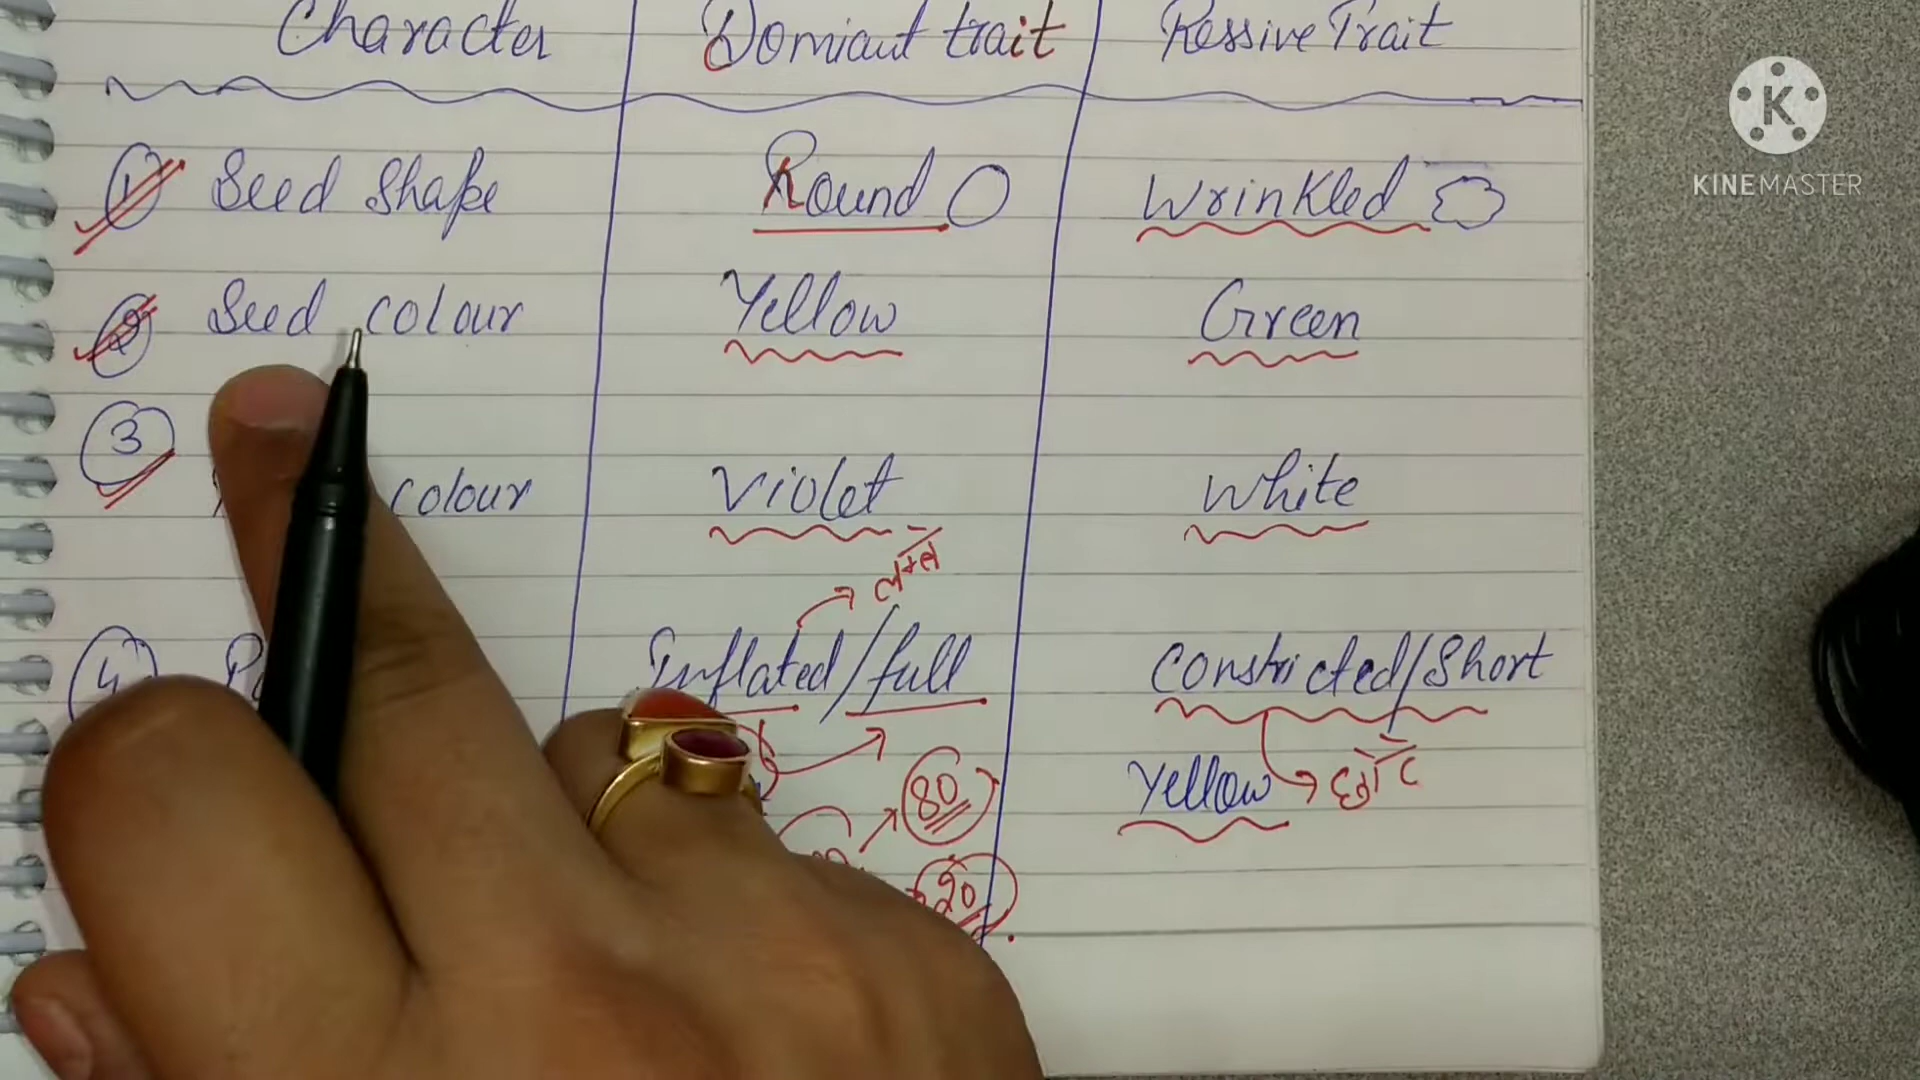 Character Domiant trait Ressive Trait
1 Seed Shape Round Wrinkled
2 Seed colour Yellow Green
3 colour Violet White
4 Inflated/full Constricted/Short
80 Yellow
20
K
KINEMASTER